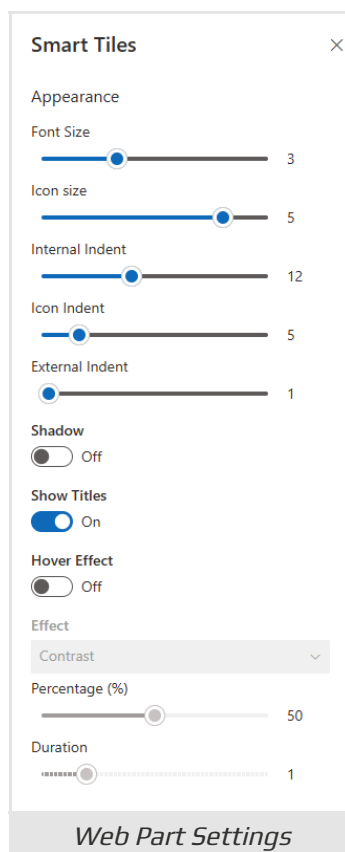 Smart Tiles
Appearance
Font Size
3
Icon size
5
Internal Indent
12
Icon Indent
5
External Indent
1
Shadow
Off
Show Titles
On
Hover Effect
Off
Effect
Contrast
Percentage (%)
50
Duration
1
Web Part Settings